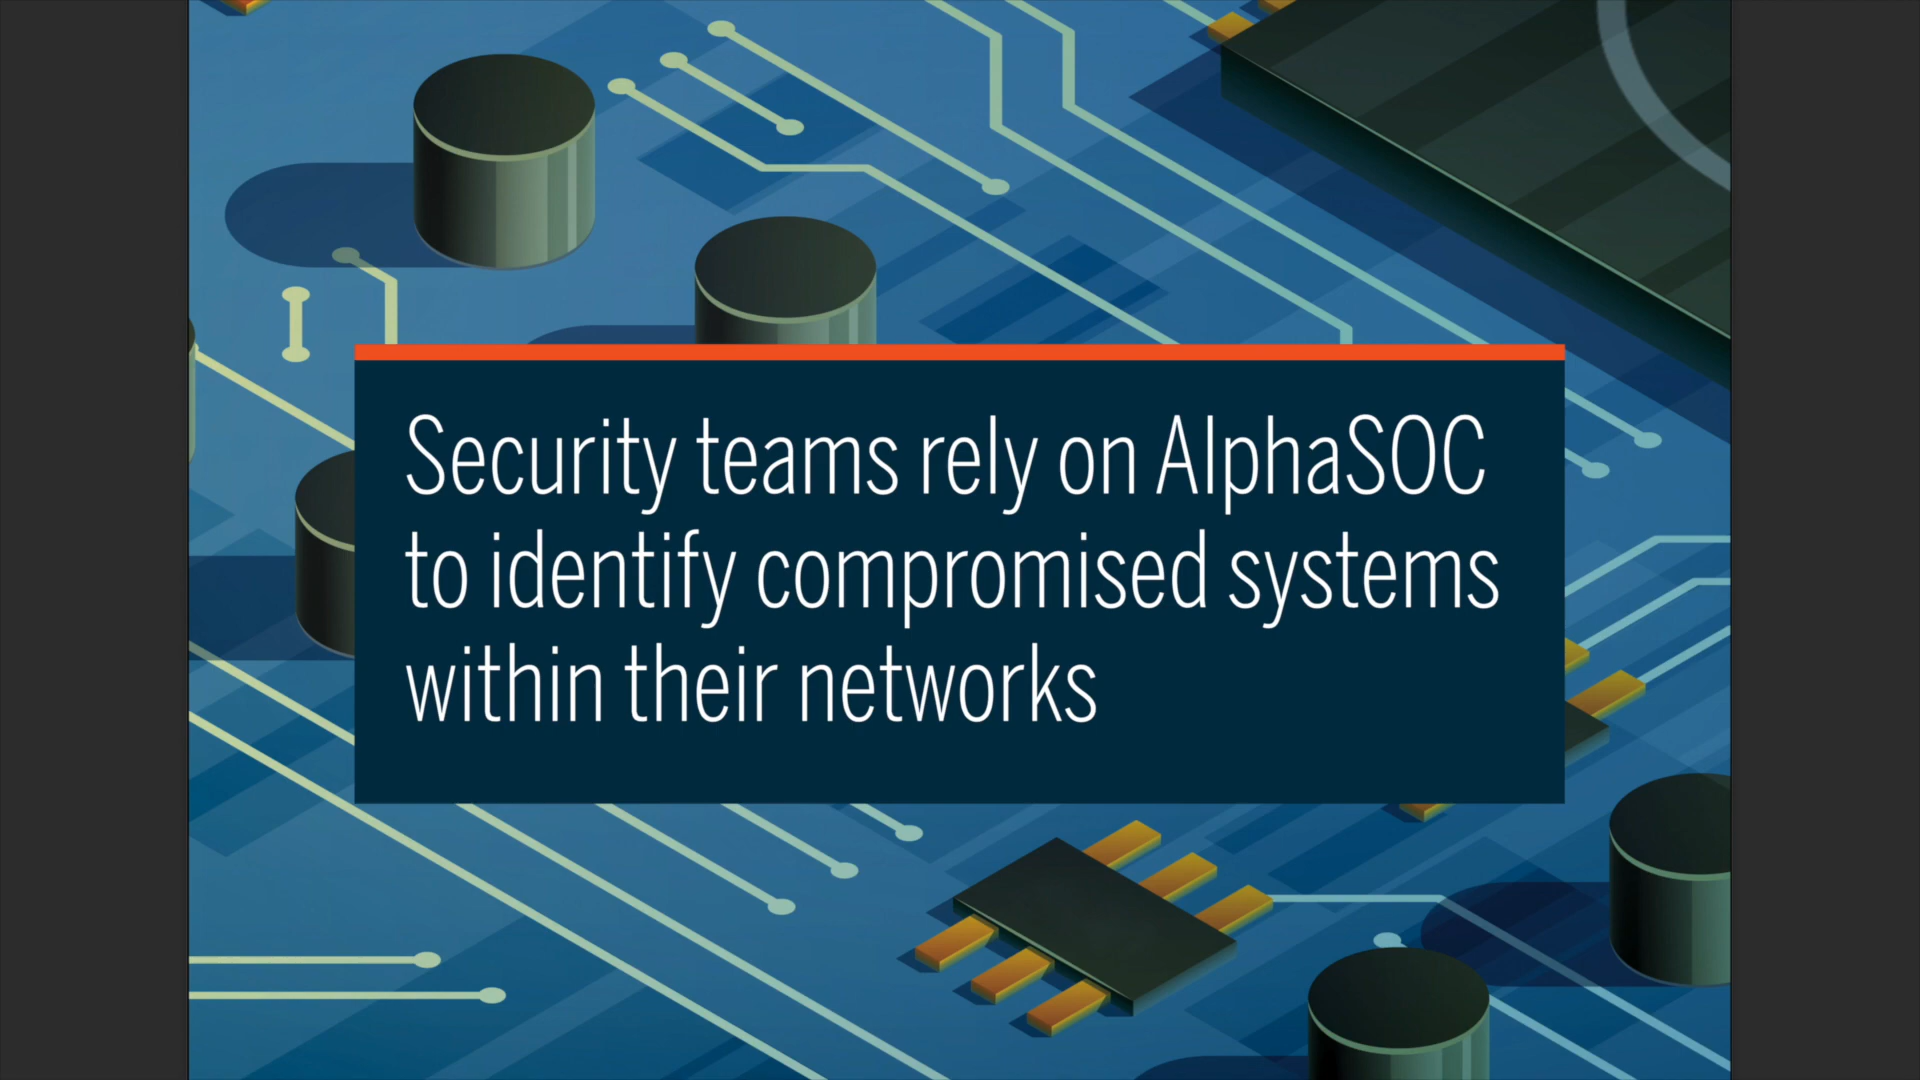 Security teams rely on AlphaSOC
to identify compromised systems
within their networks